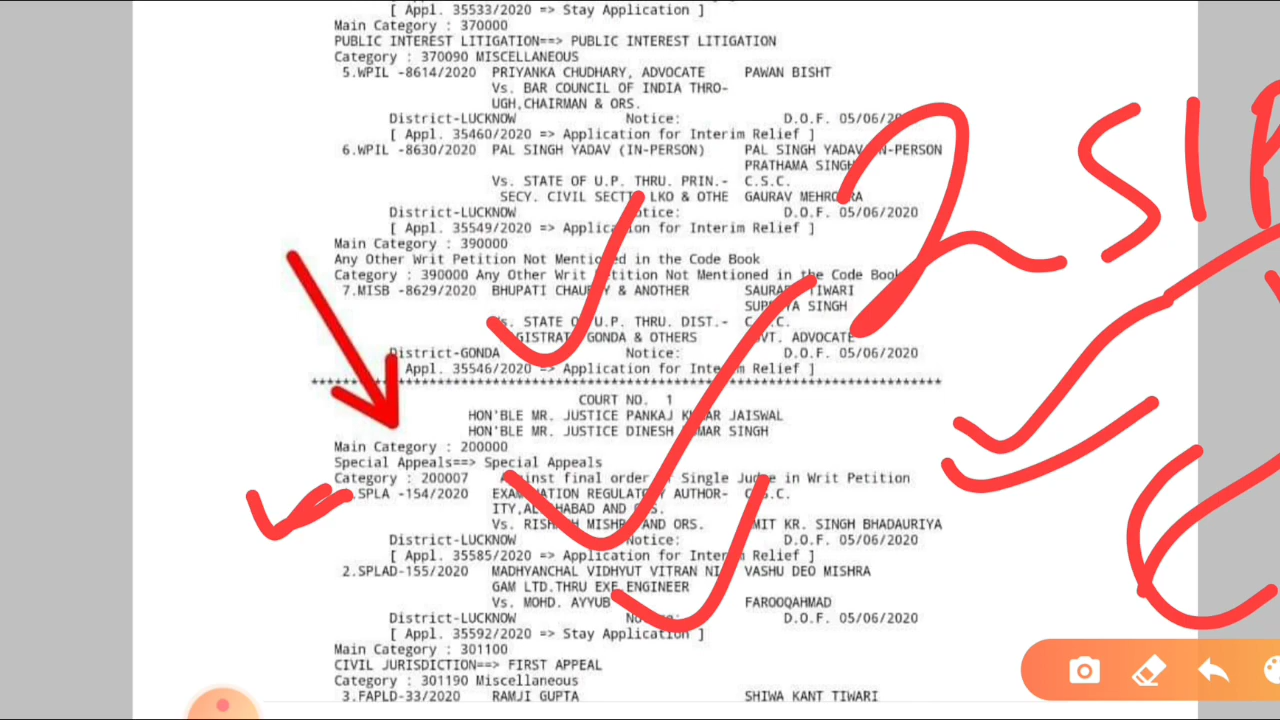 [ Appl. 35533/2020 => Stay Application ]
Main Category : 370000
PUBLIC INTEREST LITIGATION==> PUBLIC INTEREST LITIGATION
Category : 370090 MISCELLANEOUS
5.WPIL -8614/2020 PRIYANKA CHUDHARY, ADVOCATE PAWAN BISHT
Vs. BAR COUNCIL OF INDIA THRO-
UGH,CHAIRMAN & ORS.
District-LUCKNOW Notice: D.O.F. 05/06/
[ Appl. 35460/2020 => Application for Interim Relief ]
6.WPIL -8630/2020 PAL SINGH YADAV (IN-PERSON) PAL SINGH YADAV IN-PERSON
PRATHAMA SINGH
Vs. STATE OF U.P. THRU. PRIN.- C.S.C.
SECY. CIVIL SECTT. LKO & OTHE GAURAV MEHROTRA
District-LUCKNOW Notice: D.O.F. 05/06/2020
[ Appl. 35549/2020 => Application for Interim Relief ]
Main Category : 390000
Any Other Writ Petition Not Mentioned in the Code Book
Category : 390000 Any Other Writ Petition Not Mentioned in the Code Book
7.MISB -8629/2020 BHUPATI & ANOTHER SAURABH TIWARI
SINGH
Vs. STATE OF U.P. THRU. DIST.- C.S.C.
GONDA & OTHERS GOVT. ADVOCATE
District-GONDA Notice: D.O.F. 05/06/2020
Appl. 35546/2020 => Application for Interim Relief ]
COURT NO. 1
HON'BLE MR. JUSTICE PANKAJ KUMAR JAISWAL
HON'BLE MR. JUSTICE DINESH KUMAR SINGH
Main Category : 200000
Special Appeals==> Special Appeals
Category : 200007 Against final order of Single Judge in Writ Petition
.SPLA -154/2020 EXAMINATION REGULATORY AUTHOR- C.S.C.
ITY,ALLAHABAD AND ORS.
Vs. MISHRA AND ORS. AMIT KR. SINGH BHADAURIYA
District-LUCKNOW Notice: D.O.F. 05/06/2020
[ Appl. 35585/2020 => Application for Interim Relief ]
2.SPLAD-155/2020 MADHYANCHAL VIDHYUT VITRAN NI VASHU DEO MISHRA
GAM LTD.THRU EXE ENGINEER
Vs. MOHD. AYYUB FAROOQAHMAD
District-LUCKNOW Notice: D.O.F. 05/06/2020
[ Appl. 35592/2020 => Stay Application ]
Main Category : 301100
CIVIL JURISDICTION==> FIRST APPEAL
Category : 301190 Miscellaneous
3.FAPLD-33/2020 RAMJI GUPTA SHIWA KANT TIWARI